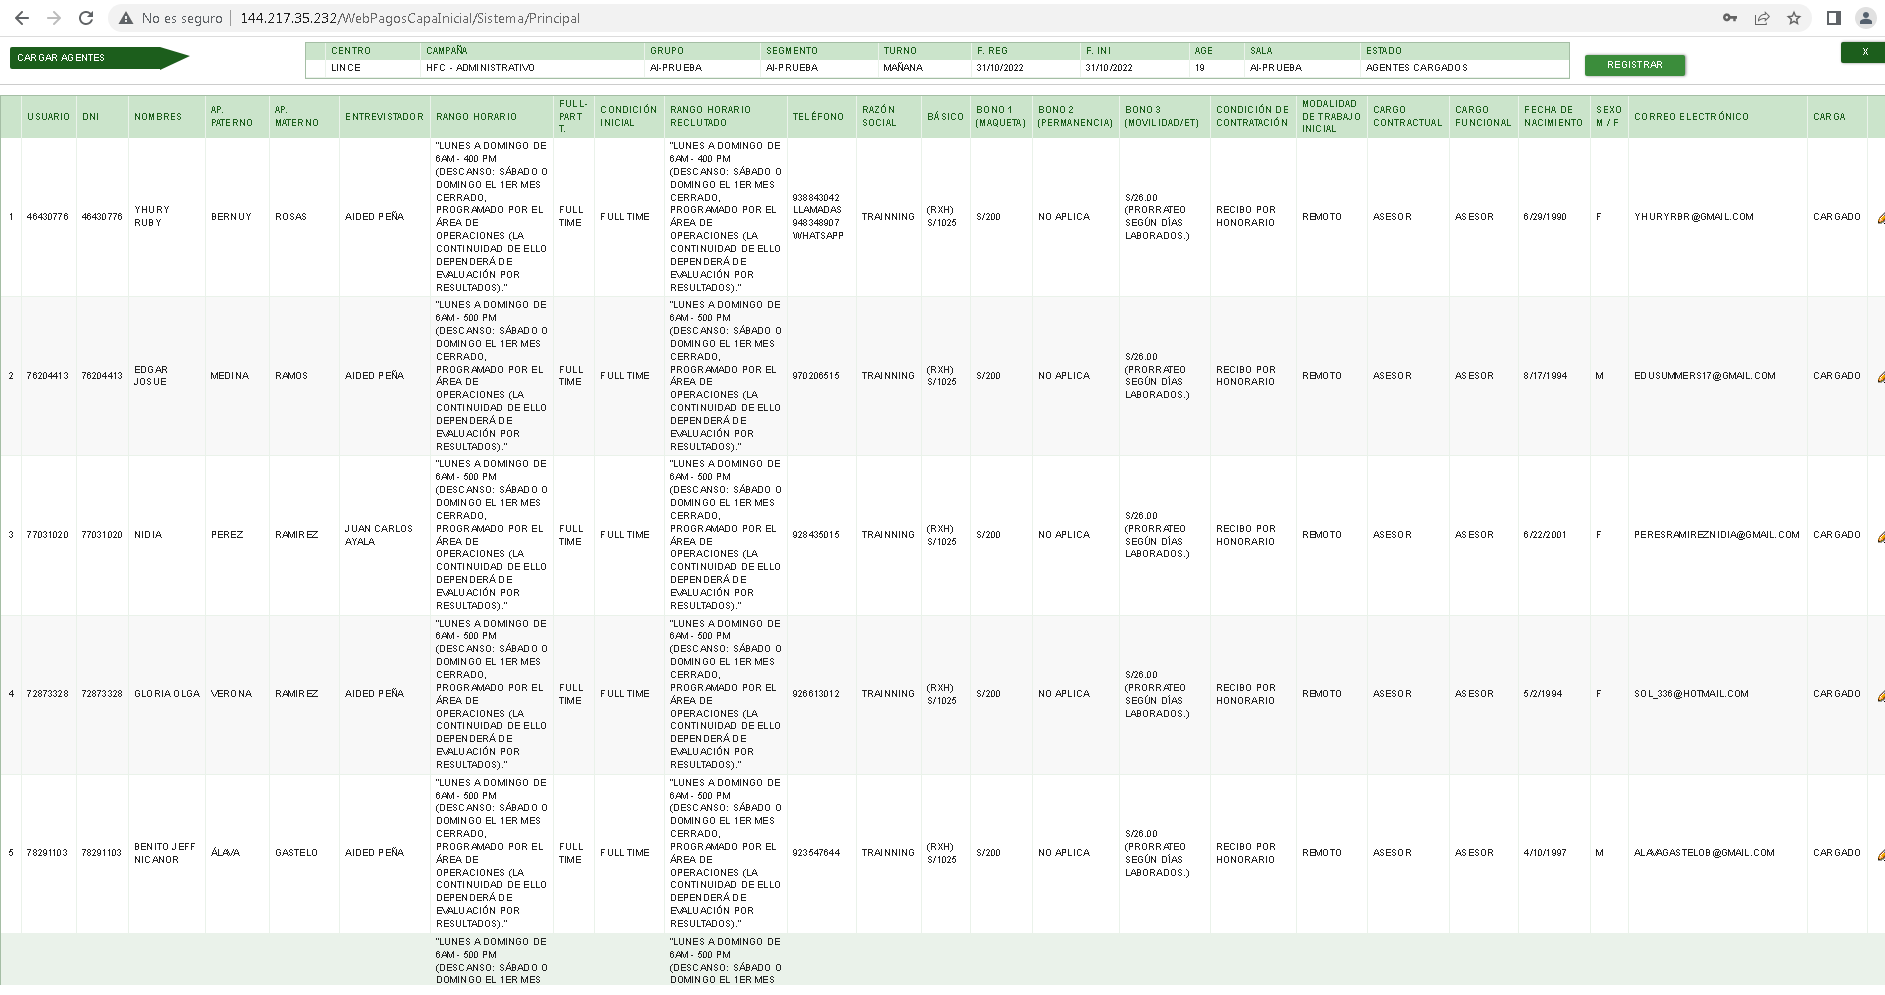 No es seguro
144.217.35.232/WebPagosCapaInicial/Sistema/Principal
CARGAR AGENTES
CENTRO CAMPAÑA GRUPO SEGMENTO TURNO F. REG F. INI AGE SALA ESTADO
LINCE HFC - ADMINISTRATIVO AI-PRUEBA AI-PRUEBA MAÑANA 31/10/2022 31/10/2022 19 AI-PRUEBA AGENTES CARGADOS
REGISTRAR
X
USUARIO
DNI
NOMBRES
AP.
PATERNO
AP.
MATERNO
ENTREVISTADOR
RANGO HORARIO
FULL-
PART
T.
CONDICIÓN
INICIAL
RANGO HORARIO
RECLUTADO
TELÉFONO
RAZÓN
SOCIAL
BÁSICO
BONO 1
(MAQUETA)
BONO 2
(PERMANENCIA)
BONO 3
(MOVILIDAD/ET)
CONDICIÓN DE
CONTRATACIÓN
MODALIDAD
DE TRABAJO
INICIAL
CARGO
CONTRACTUAL
CARGO
FUNCIONAL
FECHA DE
NACIMIENTO
SEXO
M / F
CORREO ELECTRÓNICO
CARGA
1
46430776
46430776
YHURY
RUBY
BERNUY
ROSAS
AIDED PEÑA
"LUNES A DOMINGO DE
6AM - 400 PM
(DESCANSO: SÁBADO O
DOMINGO EL 1ER MES
CERRADO,
PROGRAMADO POR EL
ÁREA DE
OPERACIONES (LA
CONTINUIDAD DE ELLO
DEPENDERÁ DE
EVALUACIÓN POR
RESULTADOS)."
FULL
TIME
FULL TIME
"LUNES A DOMINGO DE
6AM - 400 PM
(DESCANSO: SÁBADO O
DOMINGO EL 1ER MES
CERRADO,
PROGRAMADO POR EL
ÁREA DE
OPERACIONES (LA
CONTINUIDAD DE ELLO
DEPENDERÁ DE
EVALUACIÓN POR
RESULTADOS)."
938843042
LLAMADAS
948348907
WHATSAPP
TRAINNING
(RXH)
S/1025
S/200
NO APLICA
S/26.00
(PRORRATEO
SEGÚN DÍAS
LABORADOS.)
RECIBO POR
HONORARIO
REMOTO
ASESOR
ASESOR
6/29/1990
F
YHURYRBR@GMAIL.COM
CARGADO
2
76204413
76204413
EDGAR
JOSUE
MEDINA
RAMOS
AIDED PEÑA
"LUNES A DOMINGO DE
6AM - 500 PM
(DESCANSO: SÁBADO O
DOMINGO EL 1ER MES
CERRADO,
PROGRAMADO POR EL
ÁREA DE
OPERACIONES (LA
CONTINUIDAD DE ELLO
DEPENDERÁ DE
EVALUACIÓN POR
RESULTADOS)."
FULL
TIME
FULL TIME
"LUNES A DOMINGO DE
6AM - 500 PM
(DESCANSO: SÁBADO O
DOMINGO EL 1ER MES
CERRADO,
PROGRAMADO POR EL
ÁREA DE
OPERACIONES (LA
CONTINUIDAD DE ELLO
DEPENDERÁ DE
EVALUACIÓN POR
RESULTADOS)."
970206515
TRAINNING
(RXH)
S/1025
S/200
NO APLICA
S/26.00
(PRORRATEO
SEGÚN DÍAS
LABORADOS.)
RECIBO POR
HONORARIO
REMOTO
ASESOR
ASESOR
8/17/1994
M
EDUSUMMERS17@GMAIL.COM
CARGADO
3
77031020
77031020
NIDIA
PEREZ
RAMIREZ
JUAN CARLOS
AYALA
"LUNES A DOMINGO DE
6AM - 500 PM
(DESCANSO: SÁBADO O
DOMINGO EL 1ER MES
CERRADO,
PROGRAMADO POR EL
ÁREA DE
OPERACIONES (LA
CONTINUIDAD DE ELLO
DEPENDERÁ DE
EVALUACIÓN POR
RESULTADOS)."
FULL
TIME
FULL TIME
"LUNES A DOMINGO DE
6AM - 500 PM
(DESCANSO: SÁBADO O
DOMINGO EL 1ER MES
CERRADO,
PROGRAMADO POR EL
ÁREA DE
OPERACIONES (LA
CONTINUIDAD DE ELLO
DEPENDERÁ DE
EVALUACIÓN POR
RESULTADOS)."
928435015
TRAINNING
(RXH)
S/1025
S/200
NO APLICA
S/26.00
(PRORRATEO
SEGÚN DÍAS
LABORADOS.)
RECIBO POR
HONORARIO
REMOTO
ASESOR
ASESOR
6/22/2001
F
PERESRAMIREZNIDIA@GMAIL.COM
CARGADO
4
72873328
72873328
GLORIA OLGA
VERONA
RAMIREZ
AIDED PEÑA
"LUNES A DOMINGO DE
6AM - 500 PM
(DESCANSO: SÁBADO O
DOMINGO EL 1ER MES
CERRADO,
PROGRAMADO POR EL
ÁREA DE
OPERACIONES (LA
CONTINUIDAD DE ELLO
DEPENDERÁ DE
EVALUACIÓN POR
RESULTADOS)."
FULL
TIME
FULL TIME
"LUNES A DOMINGO DE
6AM - 500 PM
(DESCANSO: SÁBADO O
DOMINGO EL 1ER MES
CERRADO,
PROGRAMADO POR EL
ÁREA DE
OPERACIONES (LA
CONTINUIDAD DE ELLO
DEPENDERÁ DE
EVALUACIÓN POR
RESULTADOS)."
926613012
TRAINNING
(RXH)
S/1025
S/200
NO APLICA
S/26.00
(PRORRATEO
SEGÚN DÍAS
LABORADOS.)
RECIBO POR
HONORARIO
REMOTO
ASESOR
ASESOR
5/2/1994
F
SOL_336@HOTMAIL.COM
CARGADO
5
78291103
78291103
BENITO JEFF
NICANOR
ÁLAVA
GASTELO
AIDED PEÑA
"LUNES A DOMINGO DE
6AM - 500 PM
(DESCANSO: SÁBADO O
DOMINGO EL 1ER MES
CERRADO,
PROGRAMADO POR EL
ÁREA DE
OPERACIONES (LA
CONTINUIDAD DE ELLO
DEPENDERÁ DE
EVALUACIÓN POR
RESULTADOS)."
FULL
TIME
FULL TIME
"LUNES A DOMINGO DE
6AM - 500 PM
(DESCANSO: SÁBADO O
DOMINGO EL 1ER MES
CERRADO,
PROGRAMADO POR EL
ÁREA DE
OPERACIONES (LA
CONTINUIDAD DE ELLO
DEPENDERÁ DE
EVALUACIÓN POR
RESULTADOS)."
923547644
TRAINNING
(RXH)
S/1025
S/200
NO APLICA
S/26.00
(PRORRATEO
SEGÚN DÍAS
LABORADOS.)
RECIBO POR
HONORARIO
REMOTO
ASESOR
ASESOR
4/10/1997
M
ALAVAGASTELOB@GMAIL.COM
CARGADO
"LUNES A DOMINGO DE
6AM - 500 PM
(DESCANSO: SÁBADO O
DOMINGO EL 1ER MES
"LUNES A DOMINGO DE
6AM - 500 PM
(DESCANSO: SÁBADO O
DOMINGO EL 1ER MES